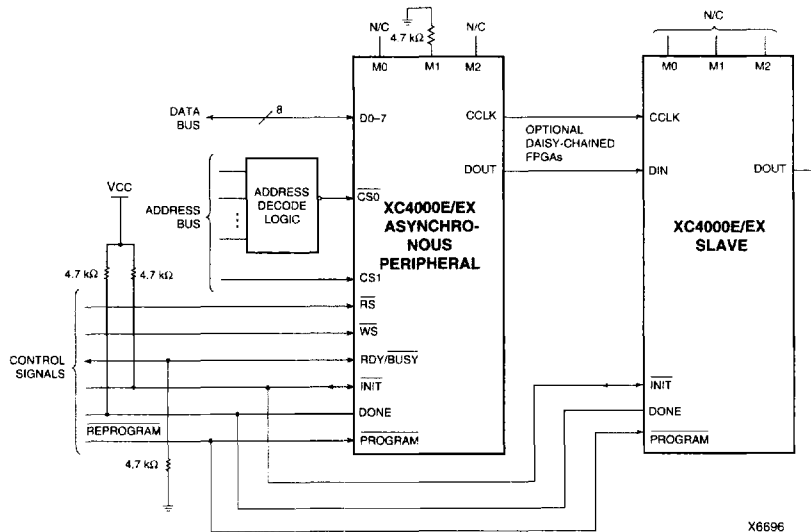 N/C
4.7 kΩ
N/C
N/C
M0
M1
M2
M0
M1
M2
DATA
BUS
8
D0–7
CCLK
OPTIONAL
DAISY-CHAINED
FPGAs
CCLK
DOUT
DIN
DOUT
VCC
ADDRESS
BUS
ADDRESS
DECODE
LOGIC
CS0
XC4000E/EX
ASYNCHRO-
NOUS
PERIPHERAL
XC4000E/EX
SLAVE
4.7 kΩ
4.7 kΩ
CS1
RS
WS
CONTROL
SIGNALS
RDY/BUSY
INIT
INIT
DONE
DONE
REPROGRAM
PROGRAM
PROGRAM
4.7 kΩ
X6696